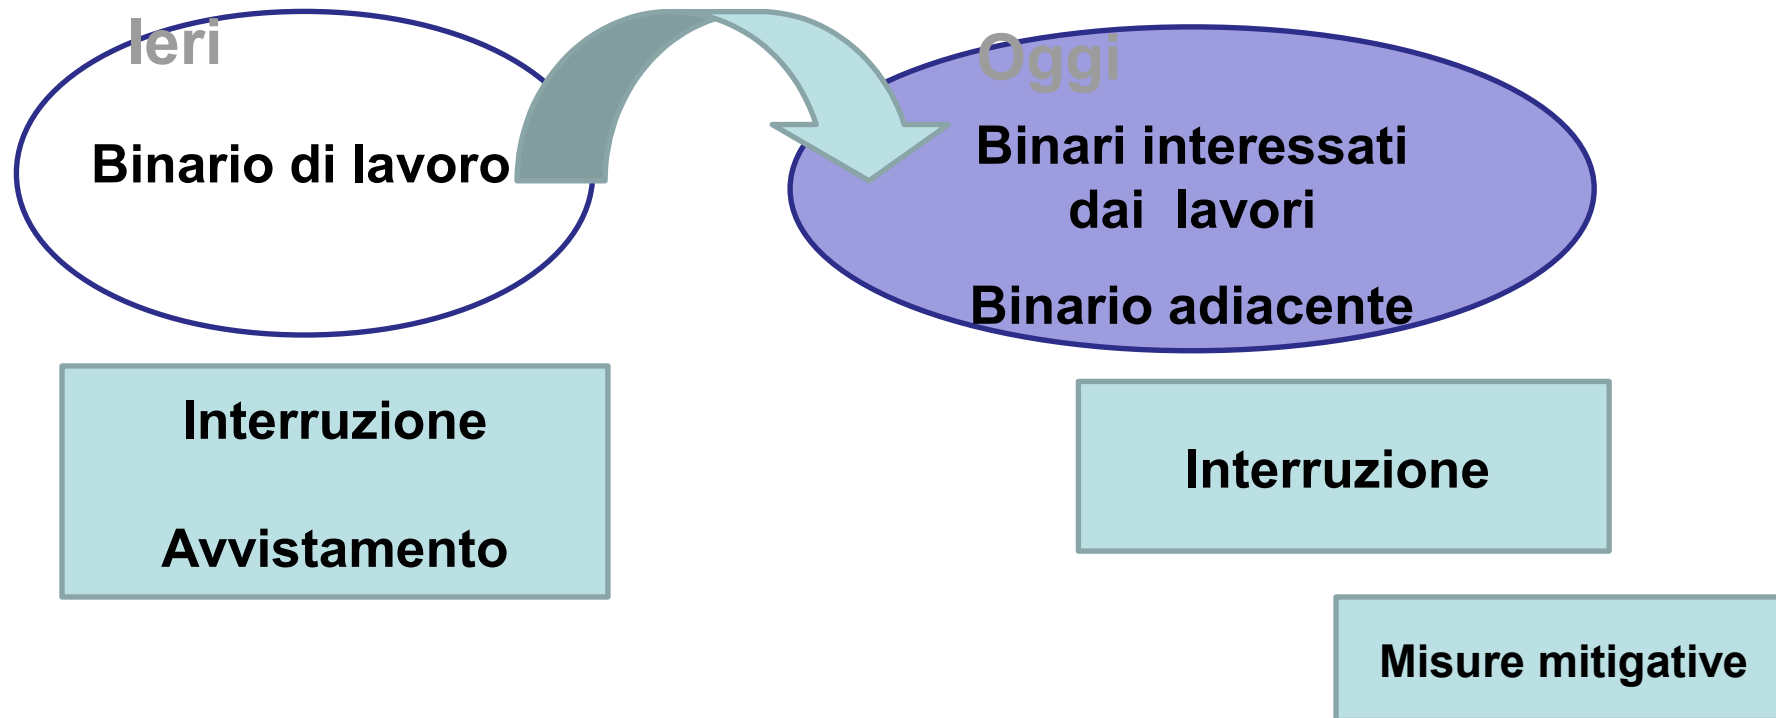 Ieri
Binario di lavoro
Interruzione
Avvistamento
Oggi
Binari interessati
dai lavori
Binario adiacente
Interruzione
Misure mitigative